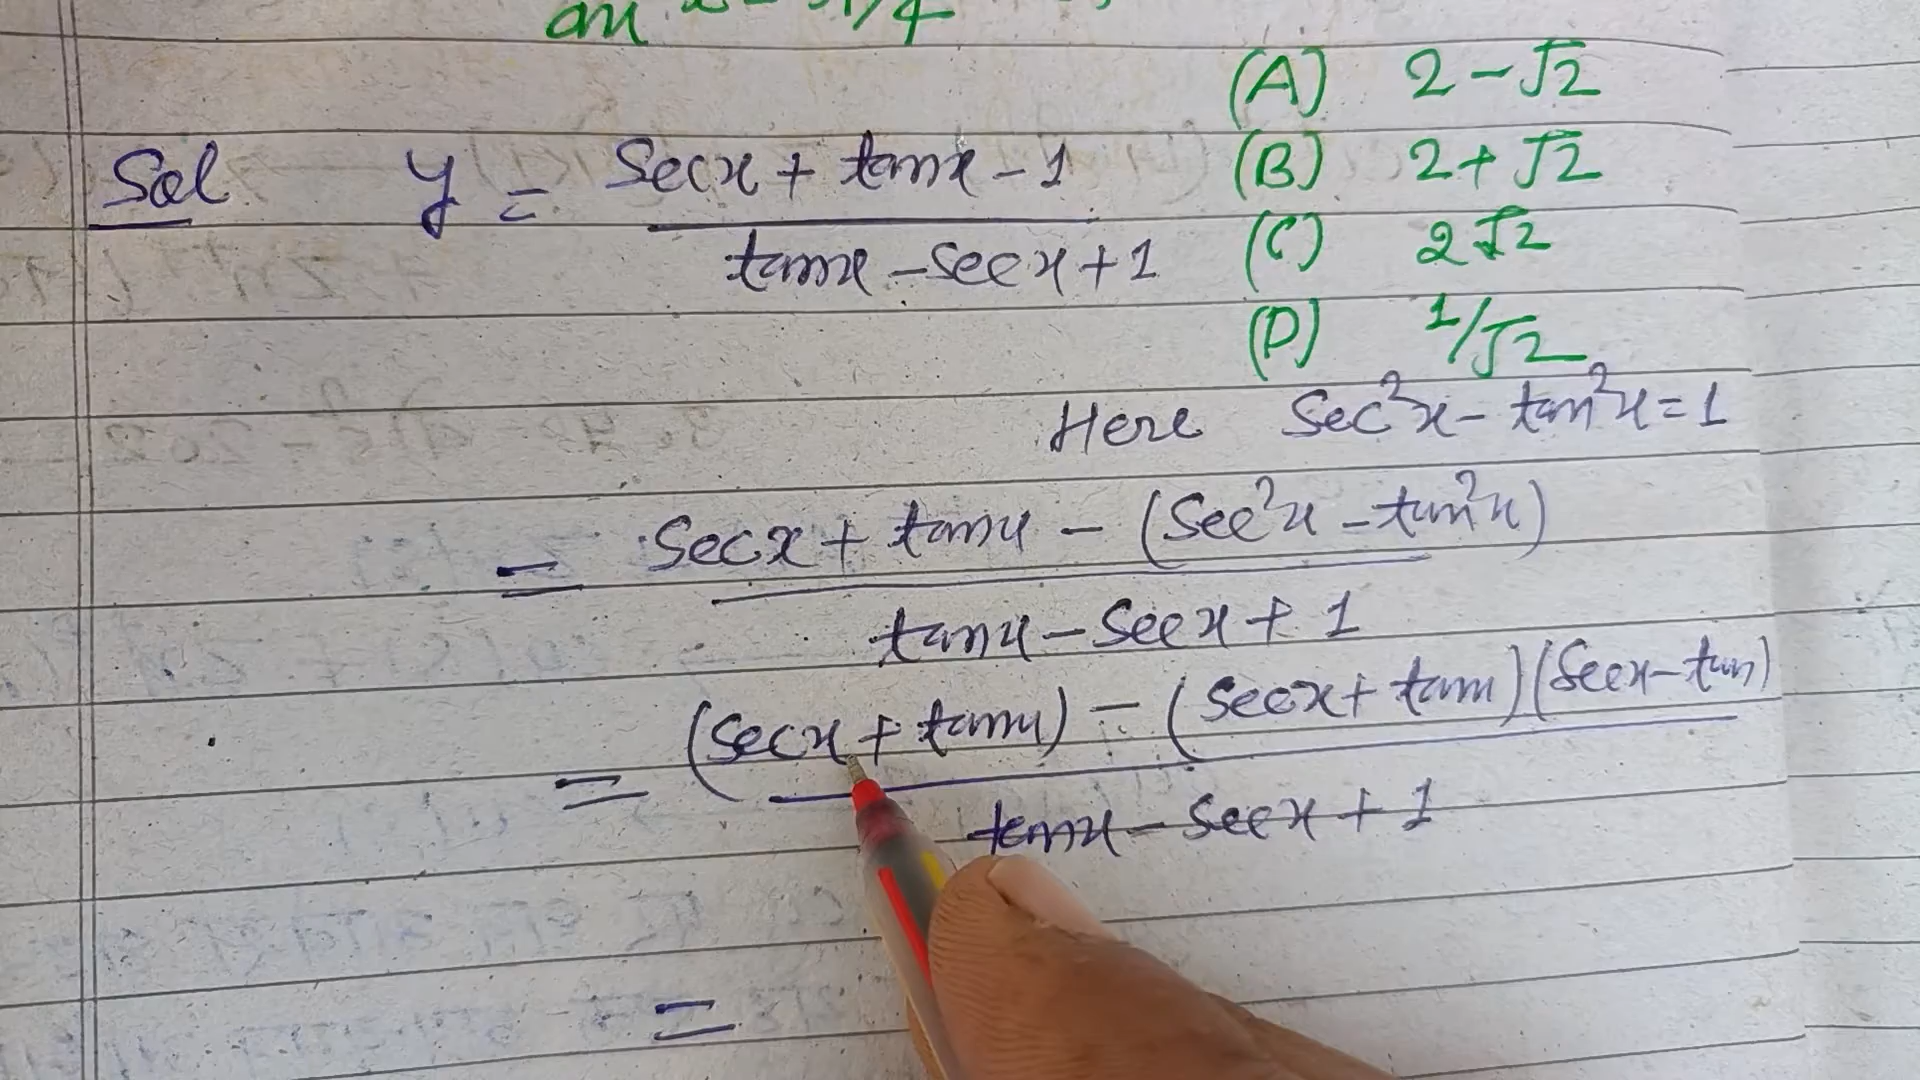 x = π/4
(A) 2 - √2
Sol y = secx + tanx - 1
(B) 2 + √2
tanx - secx + 1
(C) 2√2
(D) 1/√2
Here sec²x - tan²x = 1
= secx + tanx - (sec²x - tan²x)
tanx - secx + 1
= (secx + tanx) - (secx + tanx)(secx - tan)
tanx - secx + 1
=